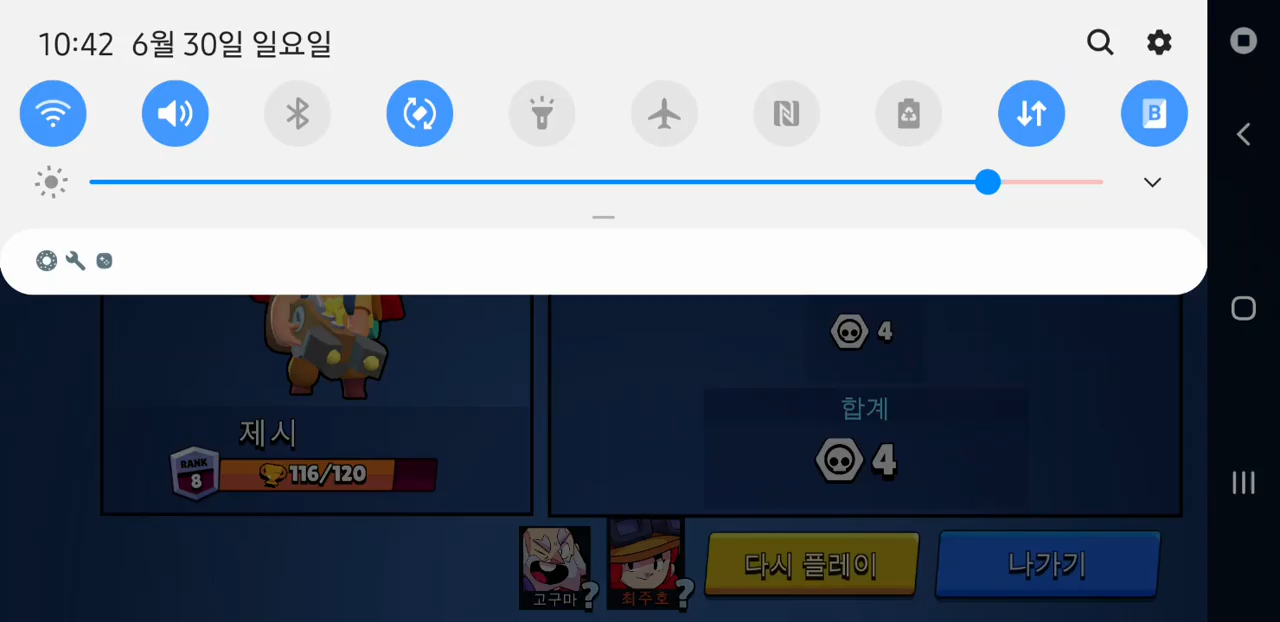 10:42 6월 30일 일요일
B
4
합계
4
제시
RANK
8
116/120
고구마 ?
최주호 ?
다시 플레이
나가기